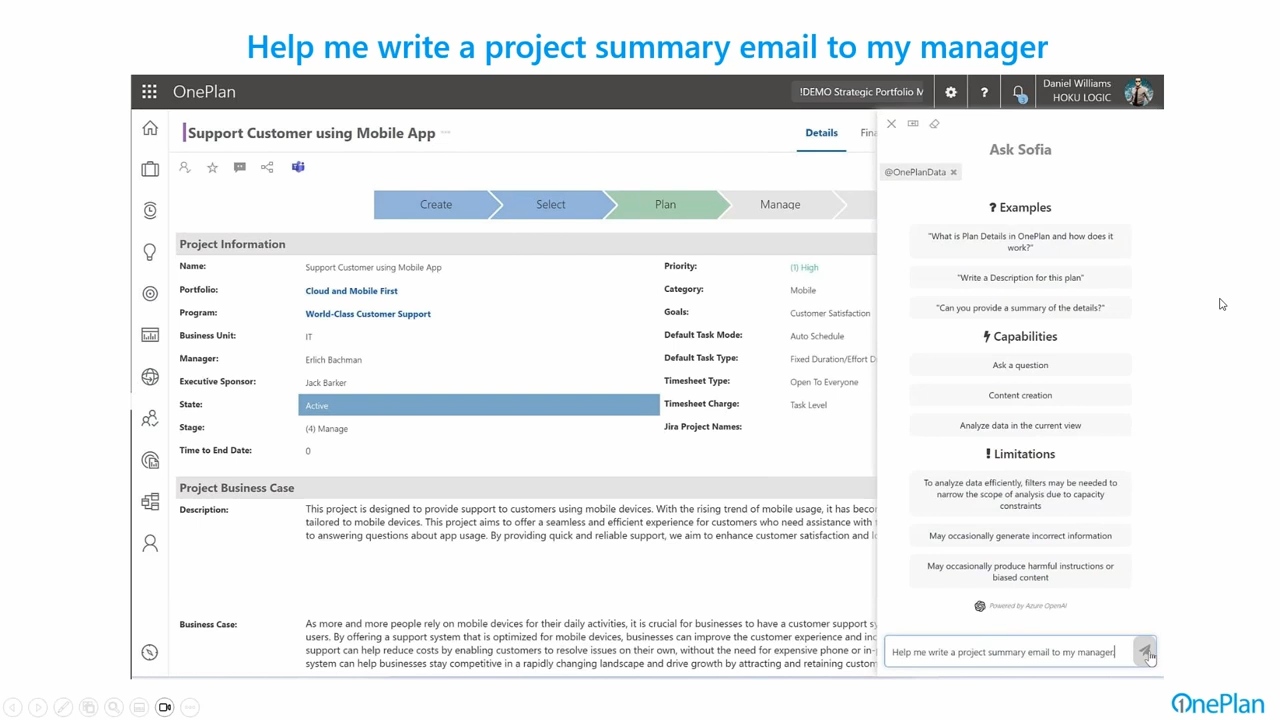 Help me write a project summary email to my manager
OnePlan
!DEMO Strategic Portfolio M
?
Daniel Williams
HOKU LOGIC
Support Customer using Mobile App
Details
Fin
Create
Select
Plan
Manage
Project Information
Name:
Support Customer using Mobile App
Portfolio:
Cloud and Mobile First
Program:
World-Class Customer Support
Business Unit:
IT
Manager:
Erlich Bachman
Executive Sponsor:
Jack Barker
State:
Active
Stage:
(4) Manage
Time to End Date:
0
Priority:
(1) High
Category:
Mobile
Goals:
Customer Satisfaction
Default Task Mode:
Auto Schedule
Default Task Type:
Fixed Duration/Effort D
Timesheet Type:
Open To Everyone
Timesheet Charge:
Task Level
Jira Project Names:
Project Business Case
Description:
This project is designed to provide support to customers using mobile devices. With the rising trend of mobile usage, it has beco
tailored to mobile devices. This project aims to offer a seamless and efficient experience for customers who need assistance with
to answering questions about app usage. By providing quick and reliable support, we aim to enhance customer satisfaction and lo
Business Case:
As more and more people rely on mobile devices for their daily activities, it is crucial for businesses to have a customer support sy
users. By offering a support system that is optimized for mobile devices, businesses can improve the customer experience and inc
support can help reduce costs by enabling customers to resolve issues on their own, without the need for expensive phone or in-p
system can help businesses stay competitive in a rapidly changing landscape and drive growth by attracting and retaining custom
Ask Sofia
@OnePlanData
? Examples
"What is Plan Details in OnePlan and how does it
work?"
"Write a Description for this plan"
"Can you provide a summary of the details?"
Capabilities
Ask a question
Content creation
Analyze data in the current view
! Limitations
To analyze data efficiently, filters may be needed to
narrow the scope of analysis due to capacity
constraints
May occasionally generate incorrect information
May occasionally produce harmful instructions or
biased content
Powered by Azure OpenAI
Help me write a project summary email to my manager
OnePlan